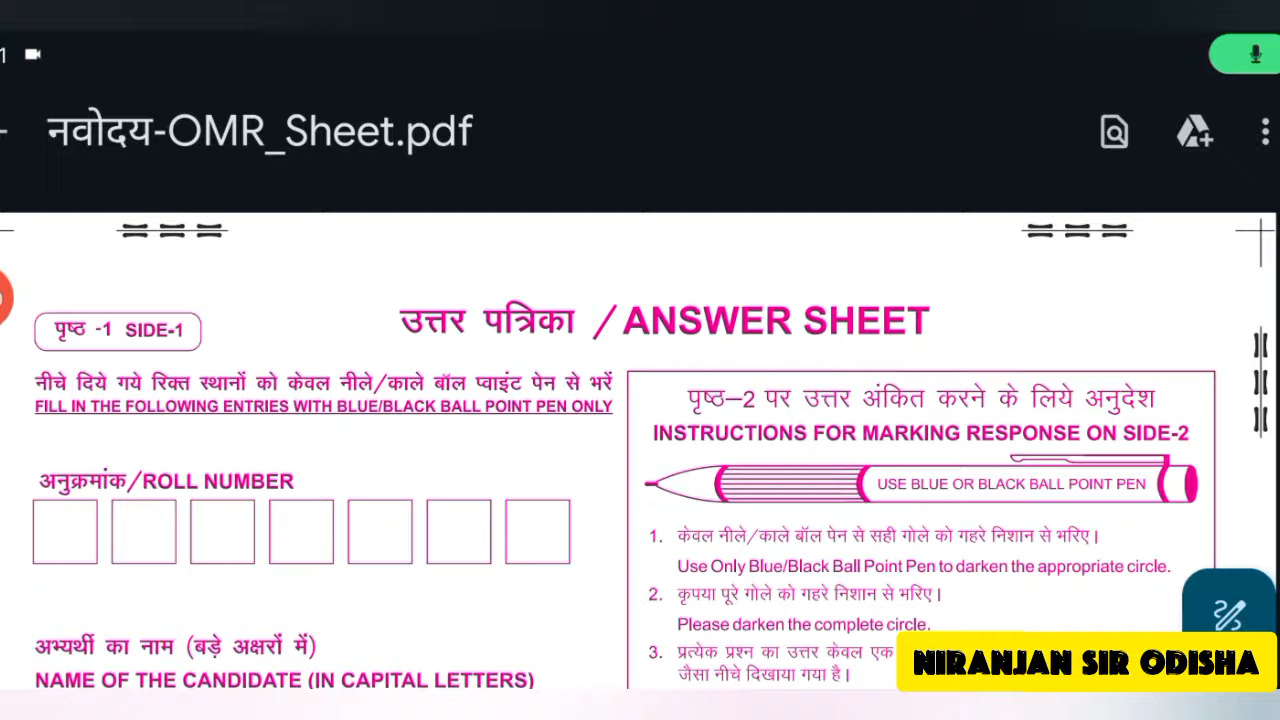 1
नवोदय-OMR_Sheet.pdf
पृष्ठ -1 SIDE-1
उत्तर पत्रिका / ANSWER SHEET
नीचे दिये गये रिक्त स्थानों को केवल नीले/काले बॉल प्वाइंट पेन से भरें
FILL IN THE FOLLOWING ENTRIES WITH BLUE/BLACK BALL POINT PEN ONLY
अनुक्रमांक/ROLL NUMBER
अभ्यर्थी का नाम (बड़े अक्षरों में)
NAME OF THE CANDIDATE (IN CAPITAL LETTERS)
पृष्ठ–2 पर उत्तर अंकित करने के लिये अनुदेश
INSTRUCTIONS FOR MARKING RESPONSE ON SIDE-2
USE BLUE OR BLACK BALL POINT PEN
1. केवल नीले/काले बॉल पेन से सही गोले को गहरे निशान से भरिए।
Use Only Blue/Black Ball Point Pen to darken the appropriate circle.
2. कृपया पूरे गोले को गहरे निशान से भरिए।
Please darken the complete circle.
3. प्रत्येक प्रश्न का उत्तर केवल एक
जैसा नीचे दिखाया गया है।
NIRANJAN SIR ODISHA